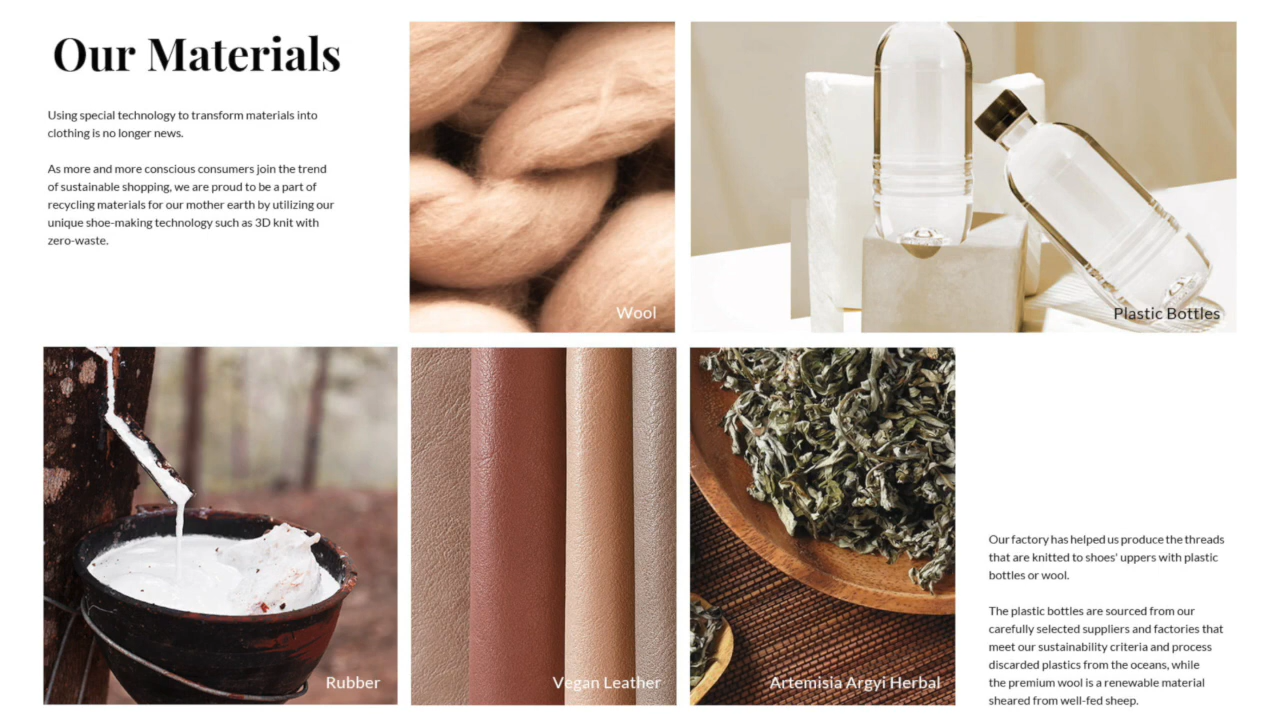 Our Materials
Using special technology to transform materials into
clothing is no longer news.
As more and more conscious consumers join the trend
of sustainable shopping, we are proud to be a part of
recycling materials for our mother earth by utilizing our
unique shoe-making technology such as 3D knit with
zero-waste.
Wool
Plastic Bottles
Rubber
Vegan Leather
Artemisia Argyi Herbal
Our factory has helped us produce the threads
that are knitted to shoes' uppers with plastic
bottles or wool.
The plastic bottles are sourced from our
carefully selected suppliers and factories that
meet our sustainability criteria and process
discarded plastics from the oceans, while
the premium wool is a renewable material
sheared from well-fed sheep.